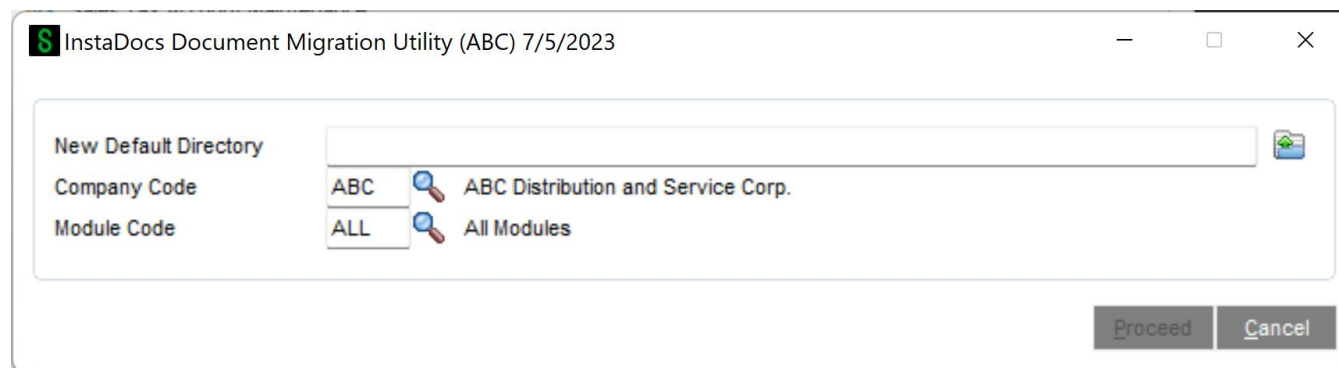 InstaDocs Document Migration Utility (ABC) 7/5/2023
New Default Directory
Company Code ABC ABC Distribution and Service Corp.
Module Code ALL All Modules
Proceed Cancel